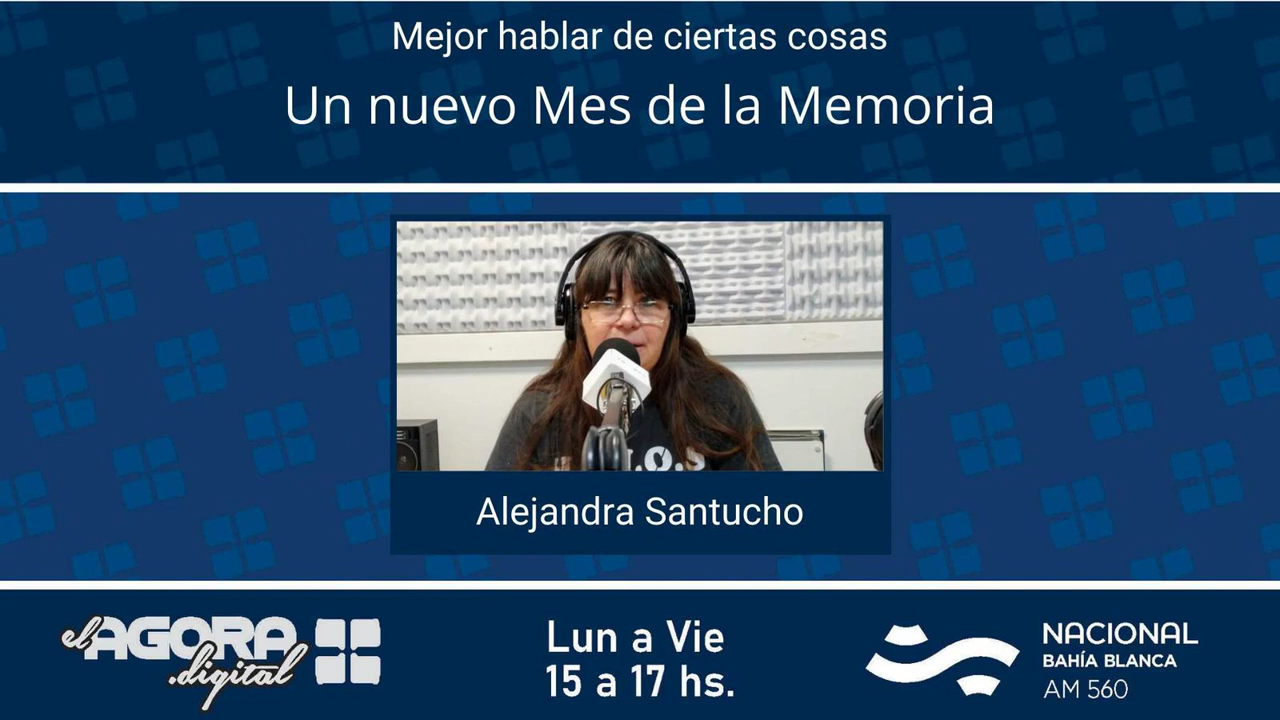 Mejor hablar de ciertas cosas
Un nuevo Mes de la Memoria
Alejandra Santucho
el AGORA
.digital
Lun a Vie
15 a 17 hs.
NACIONAL
BAHÍA BLANCA
AM 560